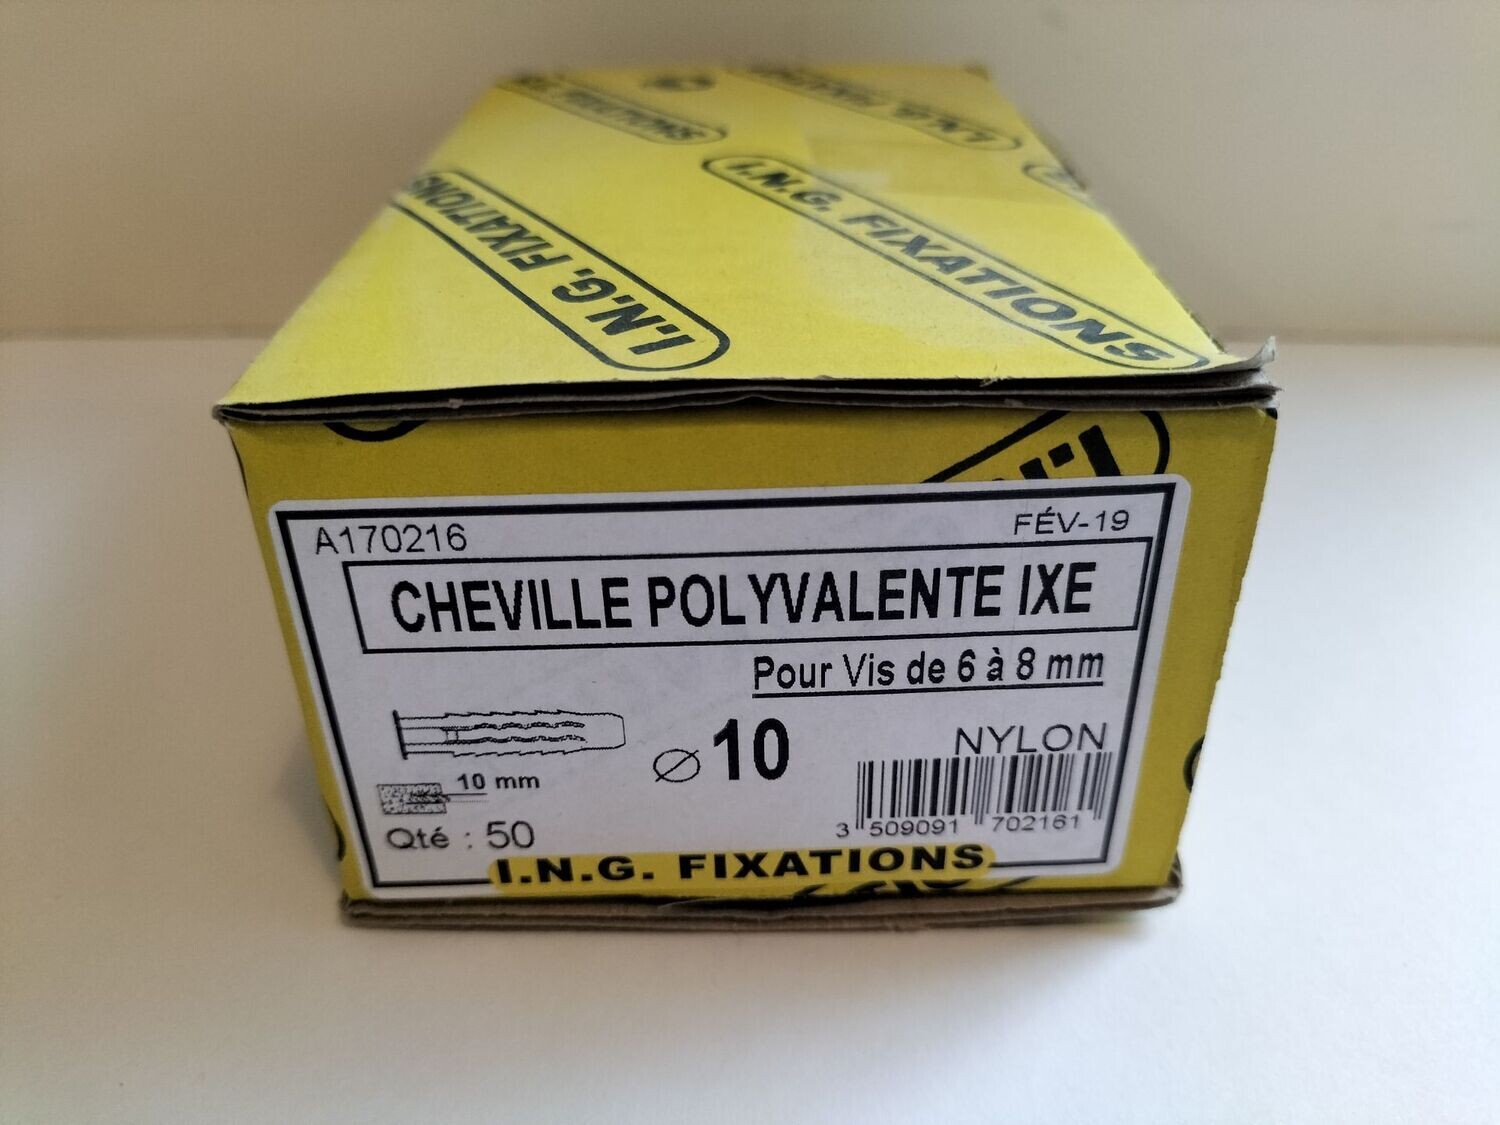 I.N.G. FIXATIONS
I.N.G. FIXATIONS
I.N.G. FIXATIONS
A170216
FÉV-19
CHEVILLE POLYVALENTE IXE
Pour Vis de 6 à 8 mm
Ø 10
NYLON
10 mm
Qté : 50
3 509091 702161
I.N.G. FIXATIONS